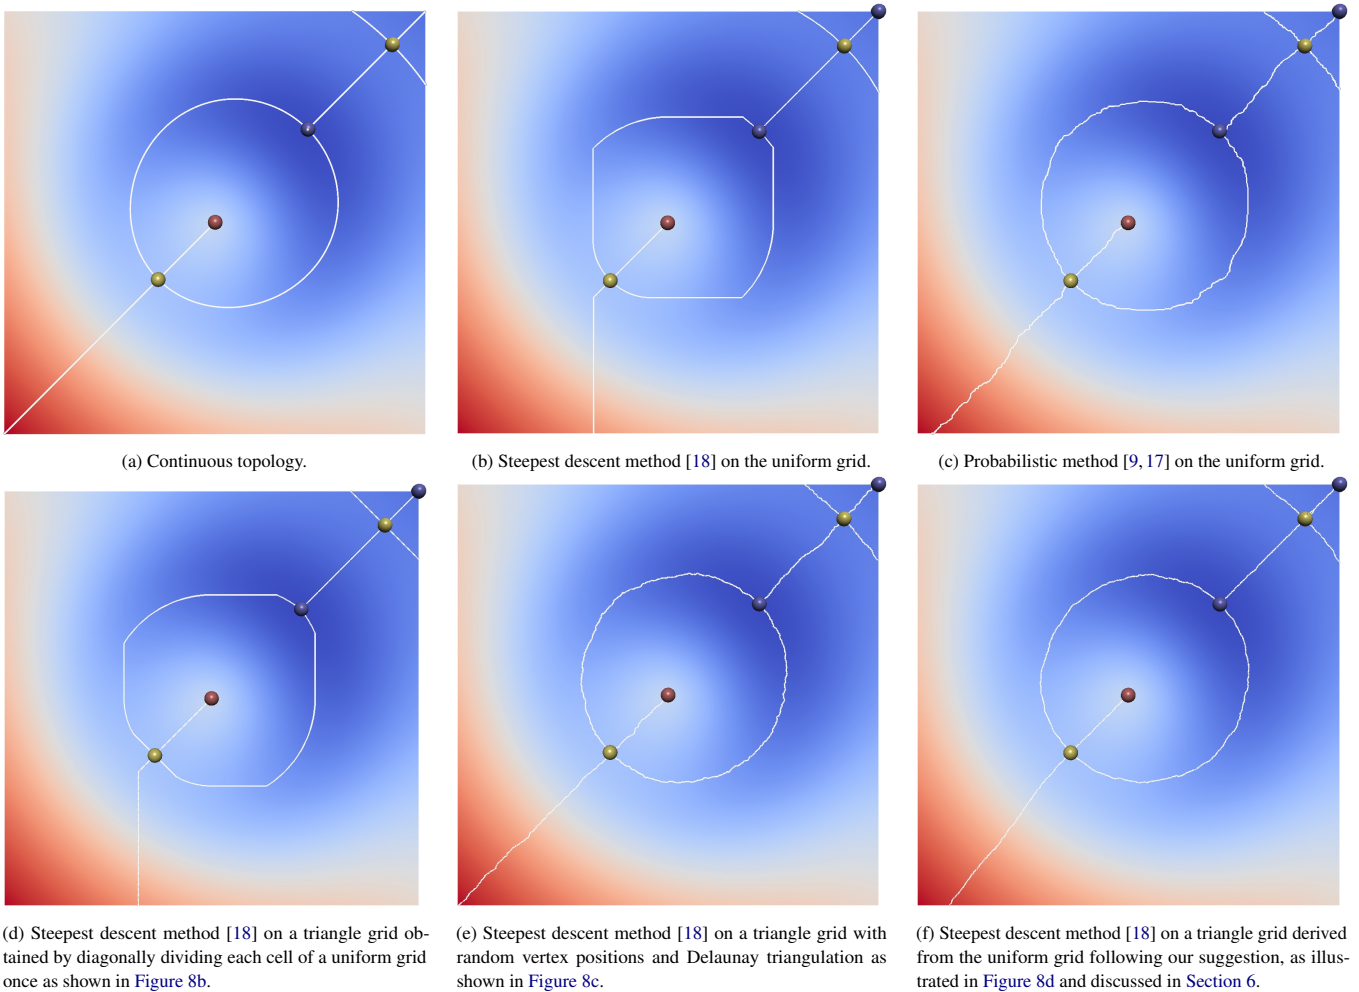 (a) Continuous topology.
(b) Steepest descent method [18] on the uniform grid.
(c) Probabilistic method [9, 17] on the uniform grid.
(d) Steepest descent method [18] on a triangle grid ob-
tained by diagonally dividing each cell of a uniform grid
once as shown in Figure 8b.
(e) Steepest descent method [18] on a triangle grid with
random vertex positions and Delaunay triangulation as
shown in Figure 8c.
(f) Steepest descent method [18] on a triangle grid derived
from the uniform grid following our suggestion, as illus-
trated in Figure 8d and discussed in Section 6.